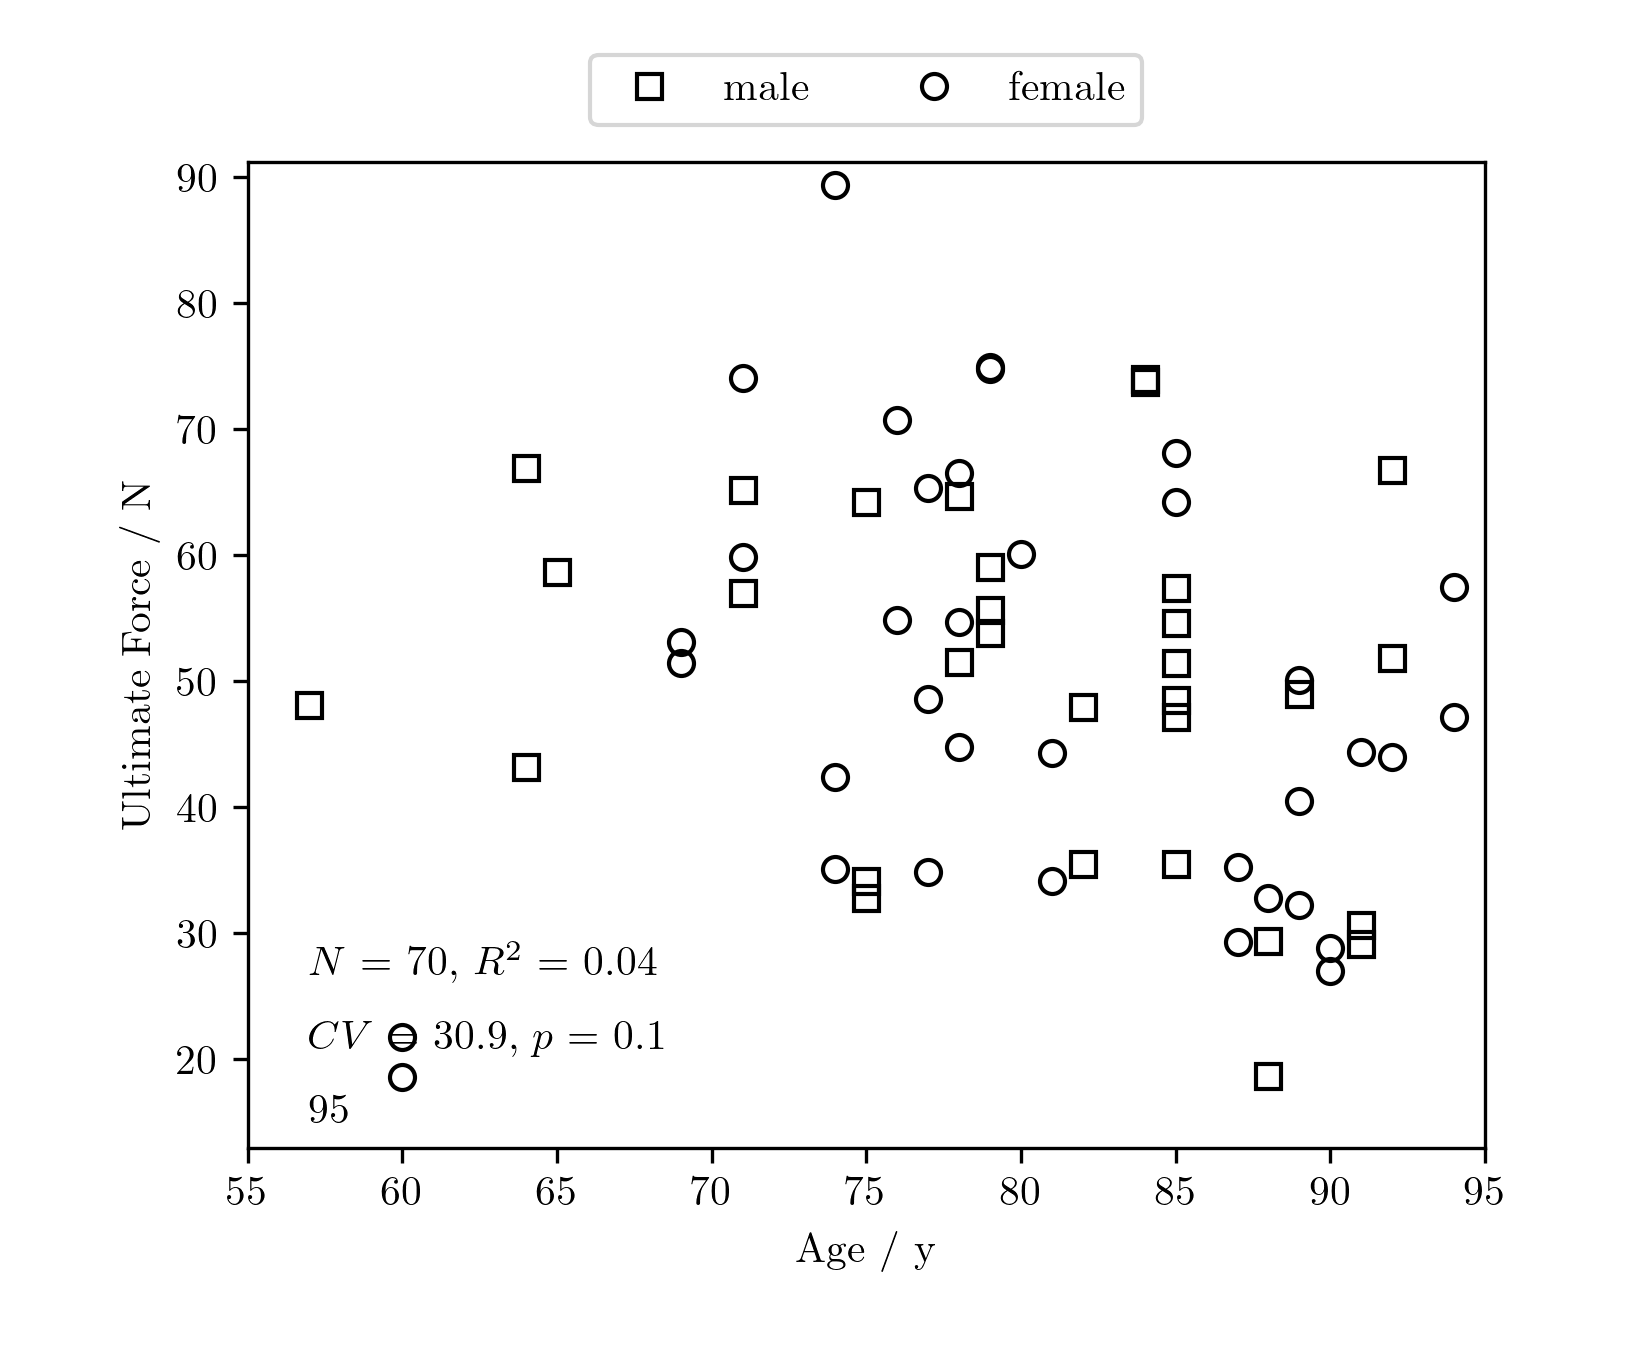 male female
90
80
70
60
50
40
30
20
Ultimate Force / N
N = 70, R² = 0.04
CV = 30.9, p = 0.1
95
55 60 65 70 75 80 85 90 95
Age / y